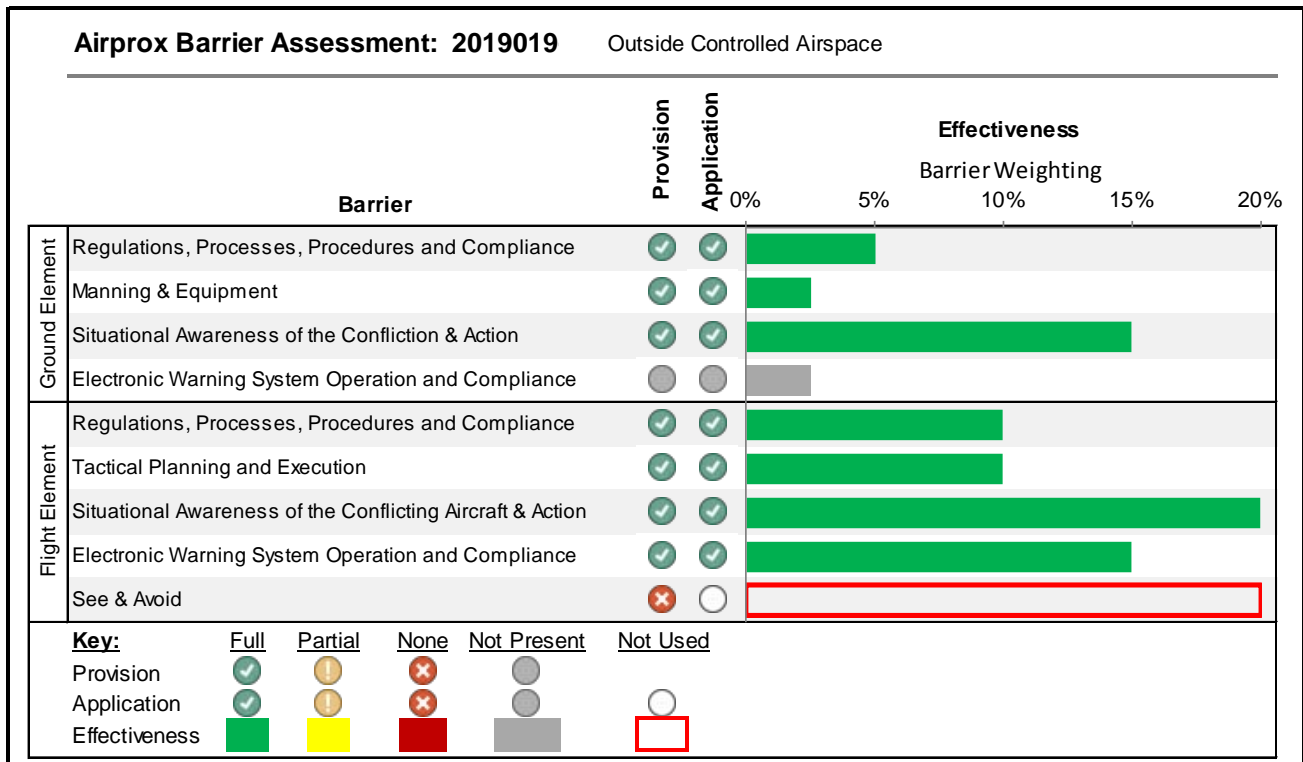 Airprox Barrier Assessment: 2019019 Outside Controlled Airspace
Barrier
Provision
Application
Effectiveness
Barrier Weighting
0% 5% 10% 15% 20%
Ground Element
Regulations, Processes, Procedures and Compliance
Manning & Equipment
Situational Awareness of the Confliction & Action
Electronic Warning System Operation and Compliance
Flight Element
Regulations, Processes, Procedures and Compliance
Tactical Planning and Execution
Situational Awareness of the Conflicting Aircraft & Action
Electronic Warning System Operation and Compliance
See & Avoid
Key: Full Partial None Not Present Not Used
Provision
Application
Effectiveness